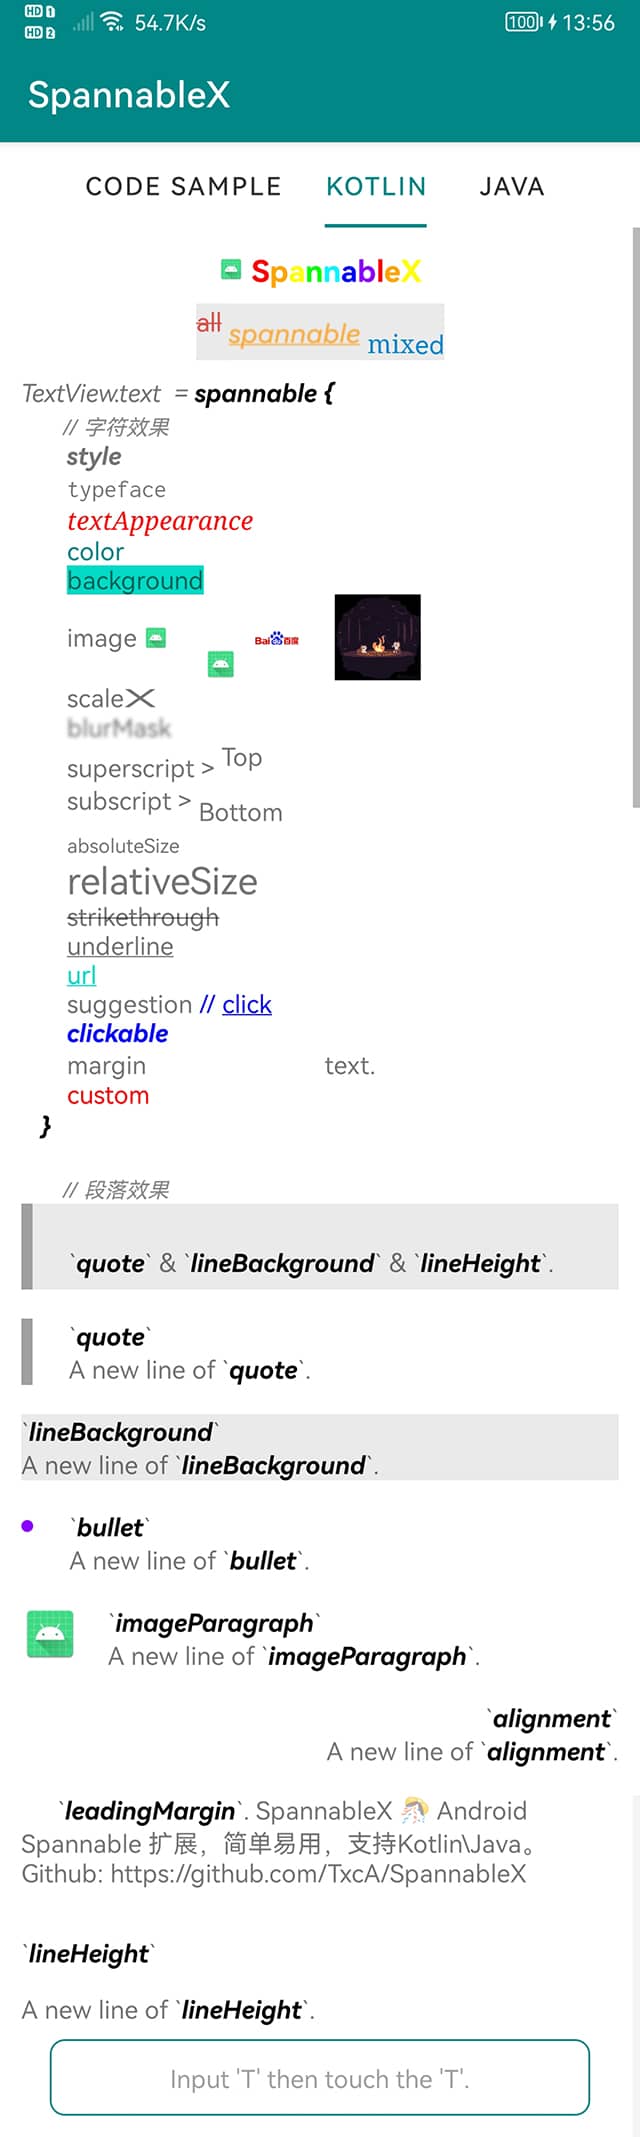 HD 1
HD 2
54.7K/s
100
13:56
SpannableX
CODE SAMPLE
KOTLIN
JAVA
SpannableX
all spannable mixed
TextView.text = spannable {
// 字符效果
style
typeface
textAppearance
color
background
image
Bai百度
scaleX
blurMask
superscript > Top
subscript > Bottom
absoluteSize
relativeSize
strikethrough
underline
url
suggestion // click
clickable
margin text.
custom
}
// 段落效果
`quote` & `lineBackground` & `lineHeight`.
`quote`
A new line of `quote`.
`lineBackground`
A new line of `lineBackground`.
`bullet`
A new line of `bullet`.
`imageParagraph`
A new line of `imageParagraph`.
`alignment`
A new line of `alignment`.
`leadingMargin`. SpannableX Android
Spannable 扩展，简单易用，支持Kotlin\Java。
Github: https://github.com/TxcA/SpannableX
`lineHeight`
A new line of `lineHeight`.
Input 'T' then touch the 'T'.